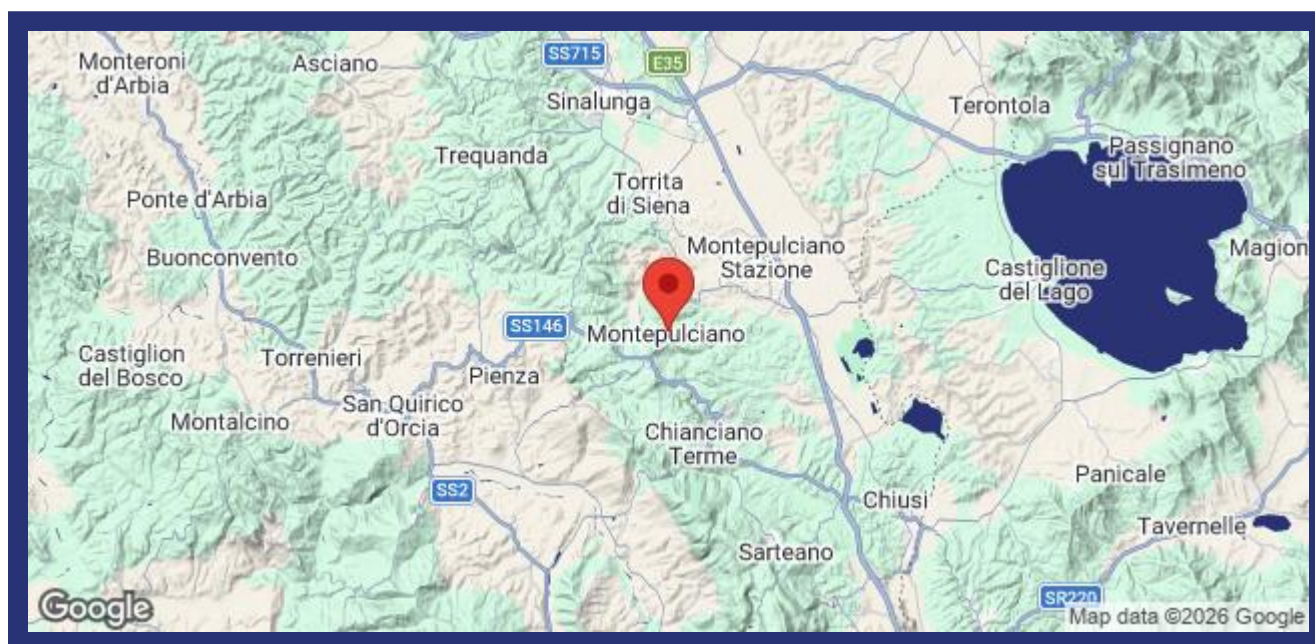 Monteroni
d'Arbia
Asciano
SS715
E35
Sinalunga
Terontola
Trequanda
Passignano
sul Trasimeno
Torrita
di Siena
Ponte d'Arbia
Buonconvento
Montepulciano
Stazione
Magion
Castiglione
del Lago
SS146
Montepulciano
Castiglion
del Bosco
Torrenieri
Pienza
San Quirico
d'Orcia
Montalcino
Chianciano
Terme
Panicale
SS2
Chiusi
Tavernelle
Sarteano
SR220
Google
Map data ©2026 Google